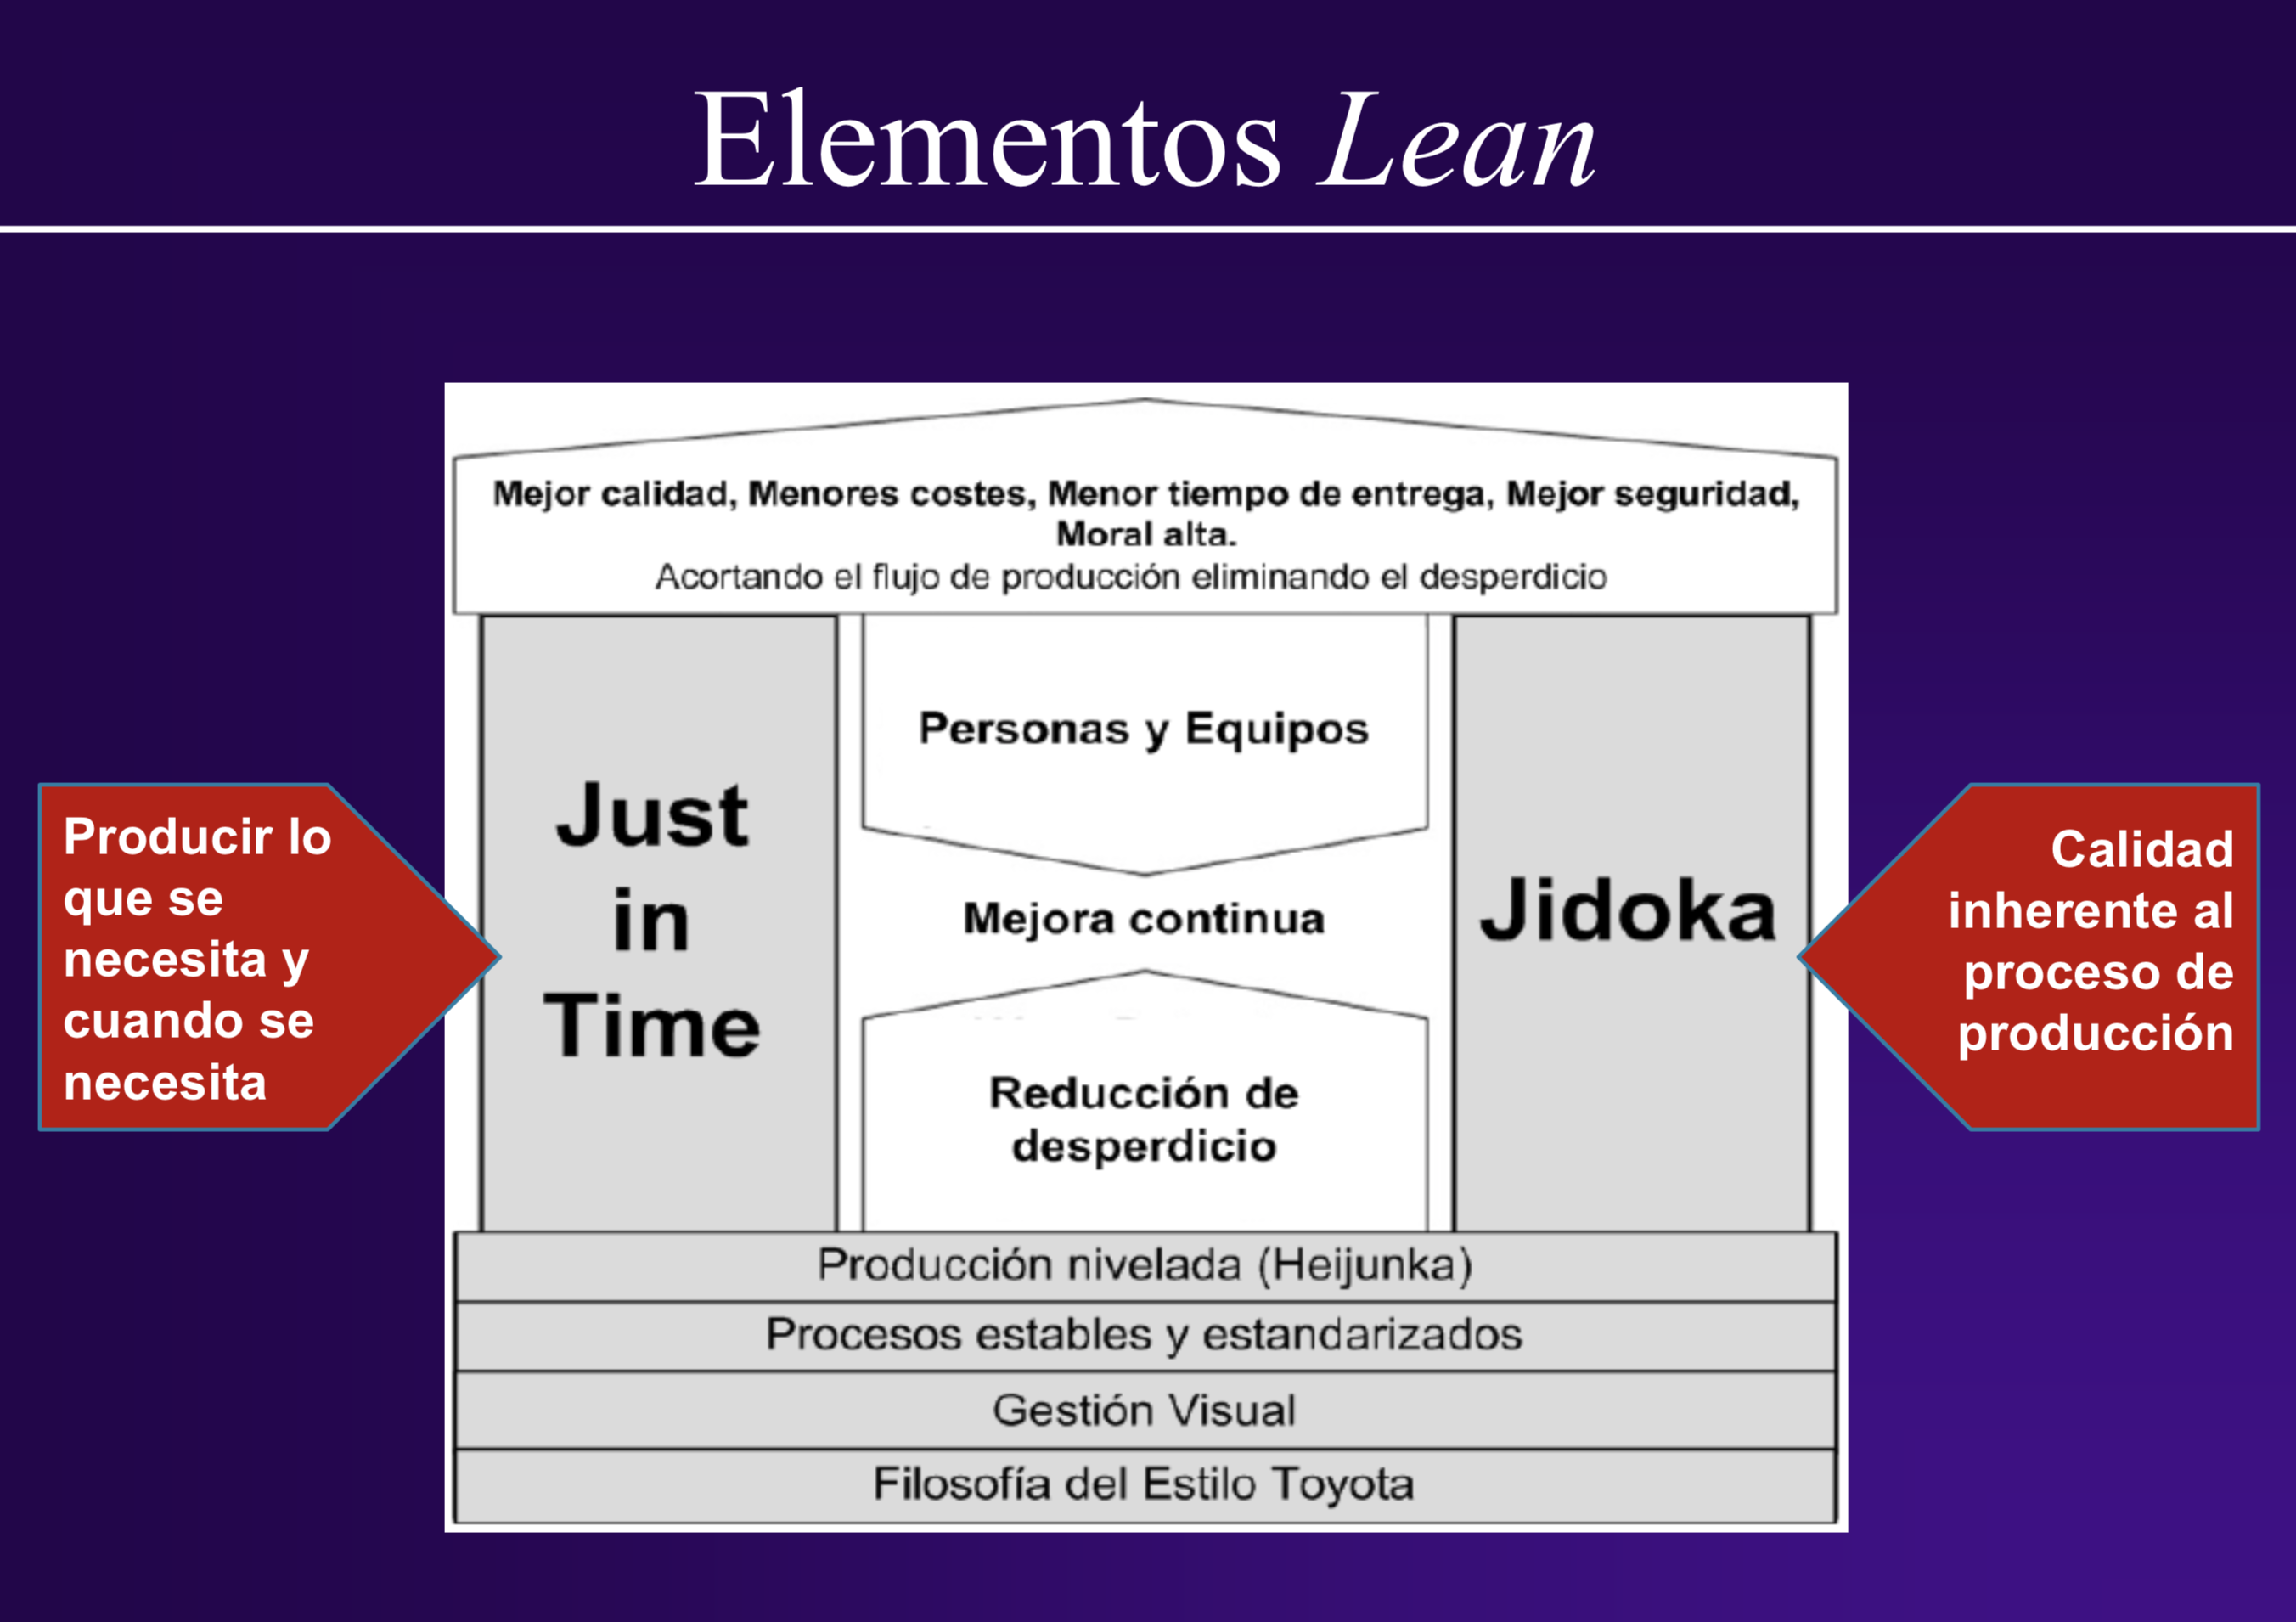 Elementos Lean
Mejor calidad, Menores costes, Menor tiempo de entrega, Mejor seguridad,
Moral alta.
Acortando el flujo de producción eliminando el desperdicio
Producir lo
que se
necesita y
cuando se
necesita
Just
in
Time
Personas y Equipos
Mejora continua
Reducción de
desperdicio
Jidoka
Calidad
inherente al
proceso de
producción
Producción nivelada (Heijunka)
Procesos estables y estandarizados
Gestión Visual
Filosofía del Estilo Toyota